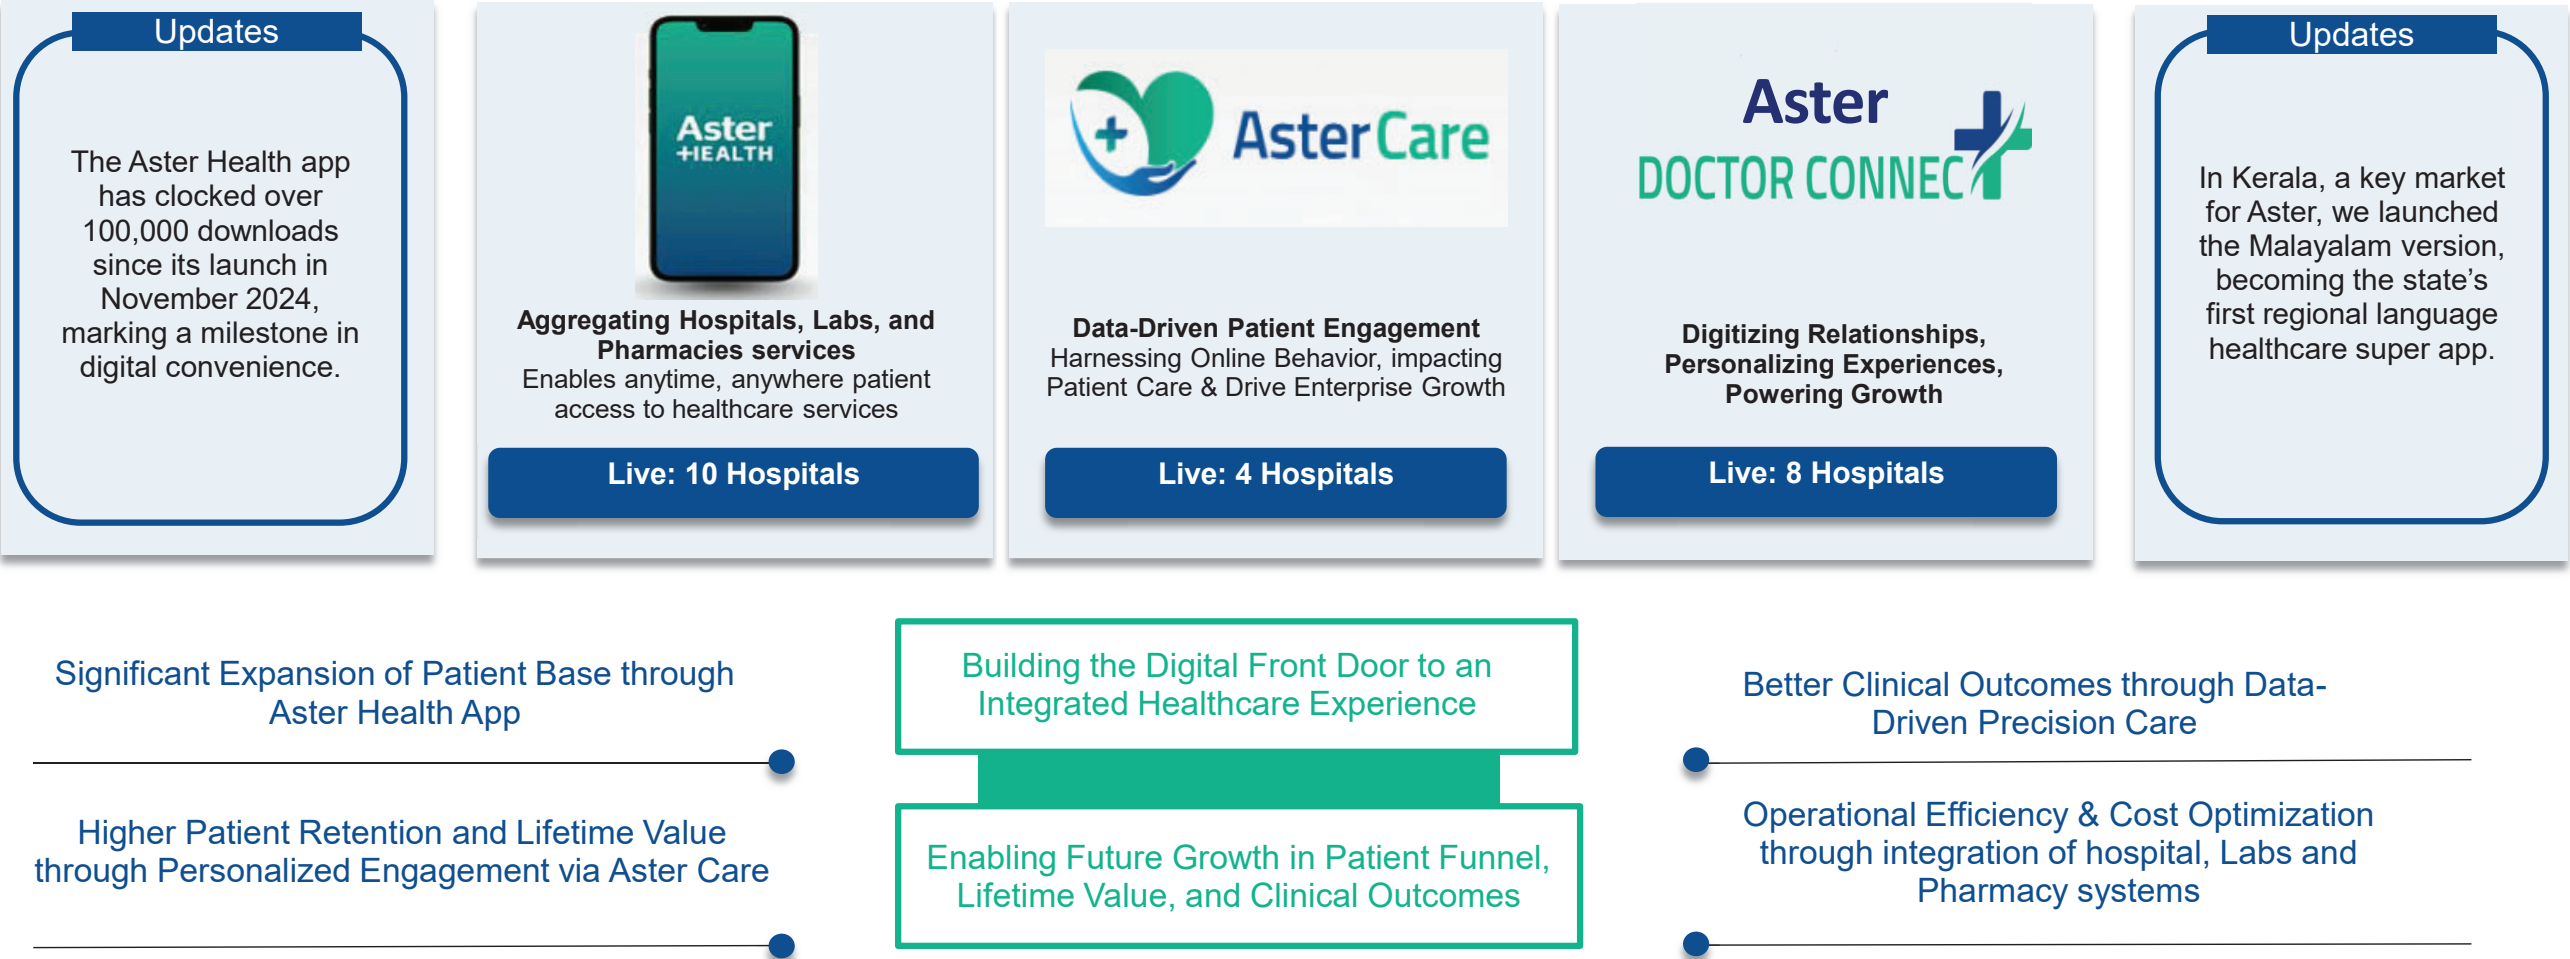 Updates
The Aster Health app
has clocked over
100,000 downloads
since its launch in
November 2024,
marking a milestone in
digital convenience.
Aster
HEALTH
Aggregating Hospitals, Labs, and
Pharmacies services
Enables anytime, anywhere patient
access to healthcare services
Live: 10 Hospitals
Aster Care
Data-Driven Patient Engagement
Harnessing Online Behavior, impacting
Patient Care & Drive Enterprise Growth
Live: 4 Hospitals
Aster
DOCTOR CONNECT
Digitizing Relationships,
Personalizing Experiences,
Powering Growth
Live: 8 Hospitals
Updates
In Kerala, a key market
for Aster, we launched
the Malayalam version,
becoming the state's
first regional language
healthcare super app.
Significant Expansion of Patient Base through
Aster Health App
Higher Patient Retention and Lifetime Value
through Personalized Engagement via Aster Care
Building the Digital Front Door to an
Integrated Healthcare Experience
Enabling Future Growth in Patient Funnel,
Lifetime Value, and Clinical Outcomes
Better Clinical Outcomes through Data-
Driven Precision Care
Operational Efficiency & Cost Optimization
through integration of hospital, Labs and
Pharmacy systems